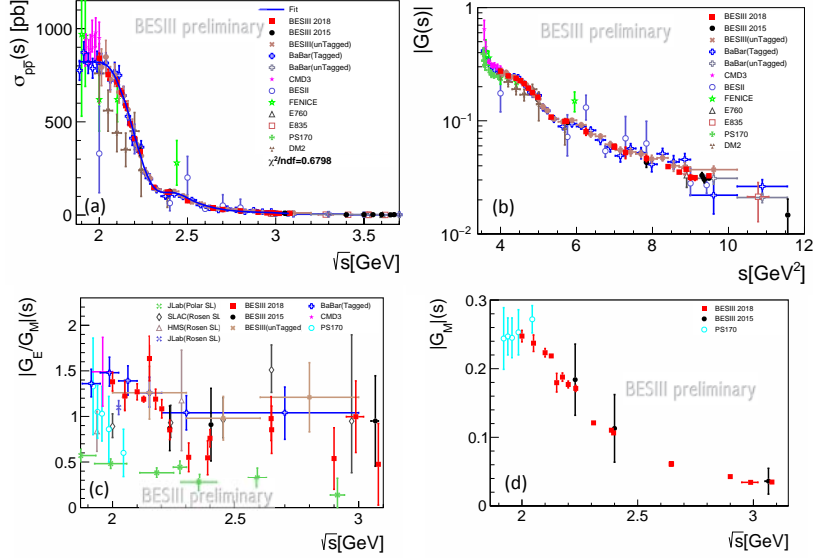 BESIII preliminary
σpp̄(s) [pb]
1000
800
600
400
200
0
2
2.5
3
3.5
√s[GeV]
Fit
BESIII 2018
BESIII 2015
BESIII(unTagged)
BaBar(Tagged)
BaBar(unTagged)
CMD3
BESII
FENICE
E760
E835
PS170
DM2
χ²/ndf=0.6798
(a)
BESIII preliminary
|G(s)|
10⁻¹
10⁻²
4
6
8
10
12
s[GeV²]
BESIII 2018
BESIII 2015
BESIII(unTagged)
BaBar(Tagged)
BaBar(unTagged)
CMD3
BESII
FENICE
E760
E835
PS170
DM2
(b)
|G_E/G_M|(s)
2
1.5
1
0.5
0
2
2.5
3
√s[GeV]
JLab(Polar SL)
SLAC(Rosen SL)
HMS(Rosen SL)
JLab(Rosen SL)
BESIII 2018
BESIII 2015
BESIII(unTagged)
BaBar(Tagged)
CMD3
PS170
(c)
BESIII preliminary
|G_M|(s)
0.3
0.2
0.1
0
2
2.5
3
√s[GeV]
BESIII 2018
BESIII 2015
PS170
BESIII preliminary
(d)